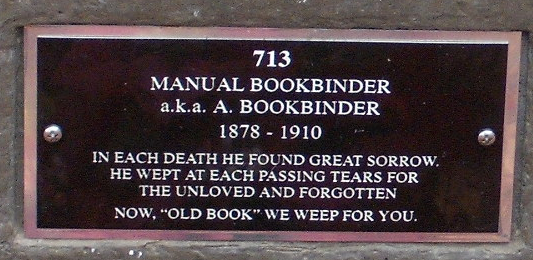 713
MANUAL BOOKBINDER
a.k.a. A. BOOKBINDER
1878 - 1910
IN EACH DEATH HE FOUND GREAT SORROW.
HE WEPT AT EACH PASSING TEARS FOR
THE UNLOVED AND FORGOTTEN
NOW, "OLD BOOK" WE WEEP FOR YOU.